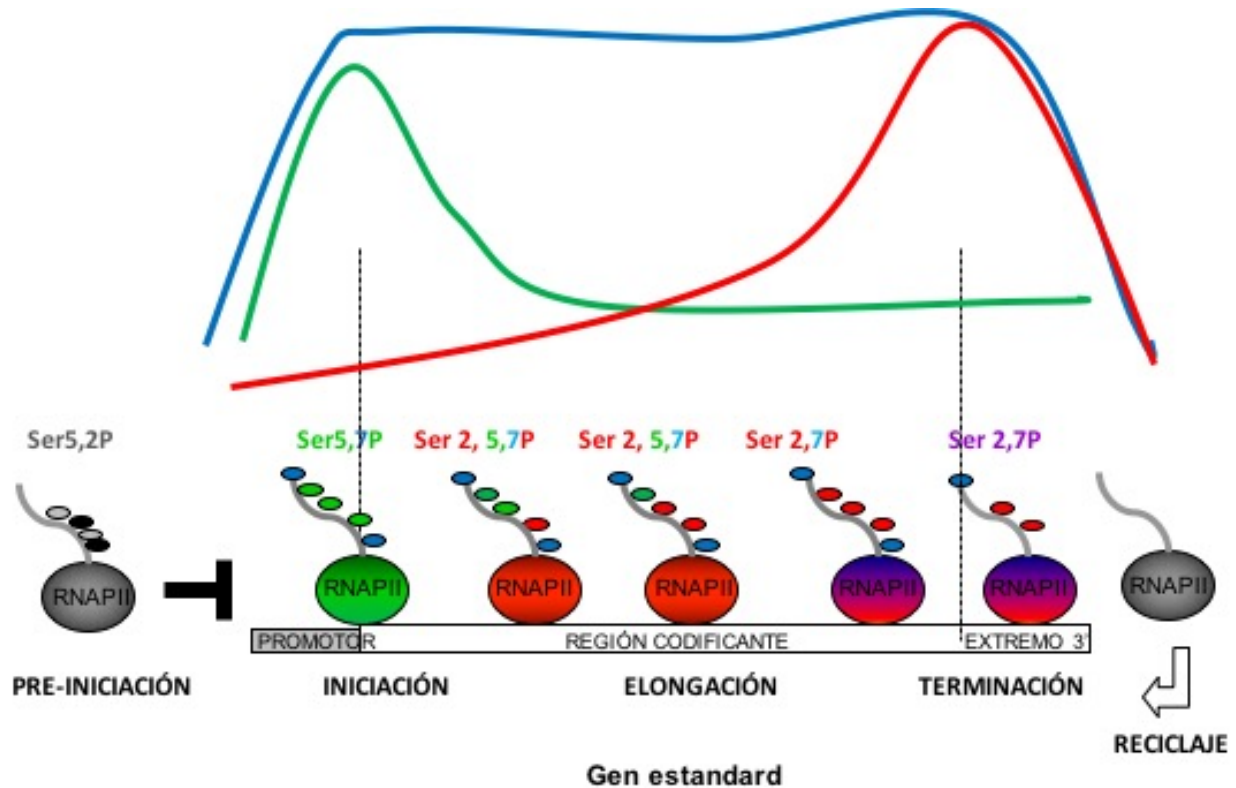 Ser5,2P
Ser5,7P
Ser 2, 5,7P
Ser 2, 5,7P
Ser 2,7P
Ser 2,7P
RNAPII
RNAPII
RNAPII
RNAPII
RNAPII
RNAPII
RNAPII
PROMOTOR
REGIÓN CODIFICANTE
EXTREMO 3'
PRE-INICIACIÓN
INICIACIÓN
ELONGACIÓN
TERMINACIÓN
RECICLAJE
Gen estandard